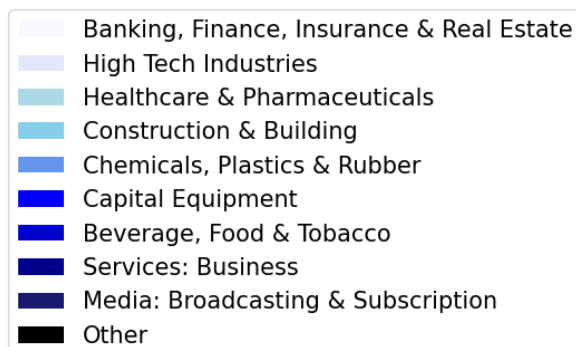 Banking, Finance, Insurance & Real Estate
High Tech Industries
Healthcare & Pharmaceuticals
Construction & Building
Chemicals, Plastics & Rubber
Capital Equipment
Beverage, Food & Tobacco
Services: Business
Media: Broadcasting & Subscription
Other